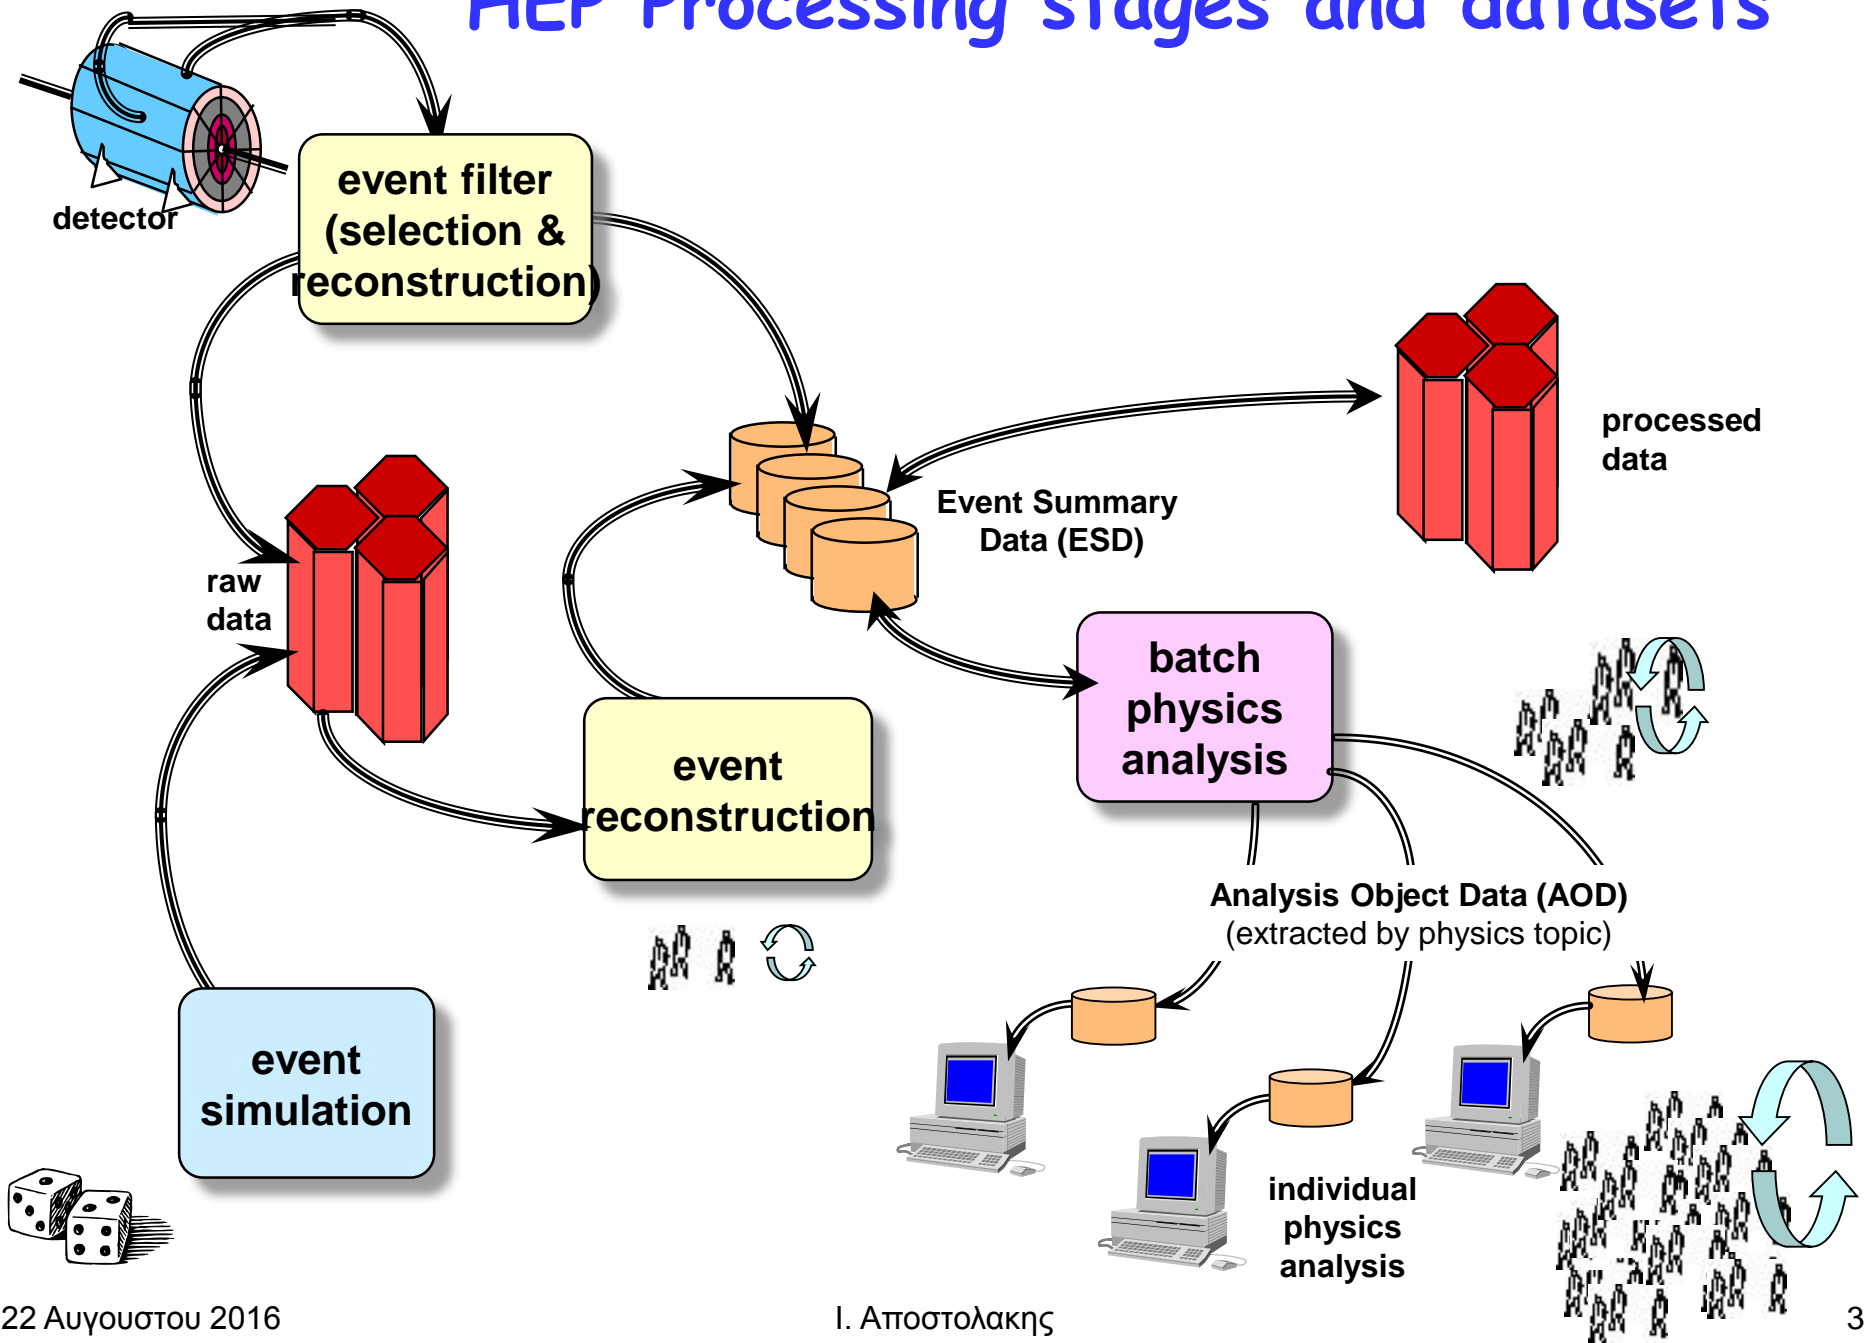 HEP Processing stages and datasets
detector
event filter
(selection &
reconstruction)
processed
data
Event Summary
Data (ESD)
raw
data
batch
physics
analysis
event
reconstruction
Analysis Object Data (AOD)
(extracted by physics topic)
event
simulation
individual
physics
analysis
22 Αυγουστου 2016
Ι. Αποστολακης
3